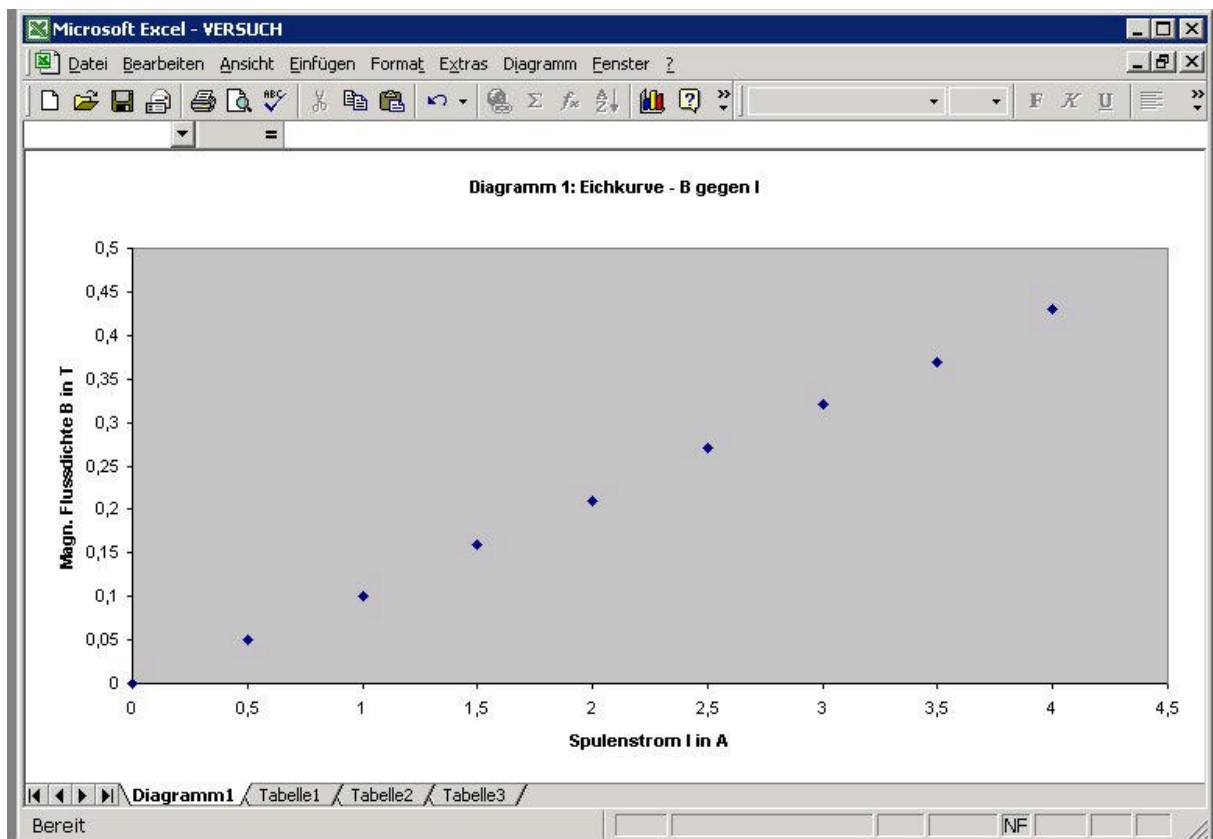 Microsoft Excel - VERSUCH
Datei Bearbeiten Ansicht Einfügen Format Extras Diagramm Fenster ?
ABC Σ fx A Z F K U
=
Diagramm 1: Eichkurve - B gegen I
Magn. Flussdichte B in T
0,5
0,45
0,4
0,35
0,3
0,25
0,2
0,15
0,1
0,05
0
0 0,5 1 1,5 2 2,5 3 3,5 4 4,5
Spulenstrom I in A
Diagramm1 Tabelle1 Tabelle2 Tabelle3
Bereit NF